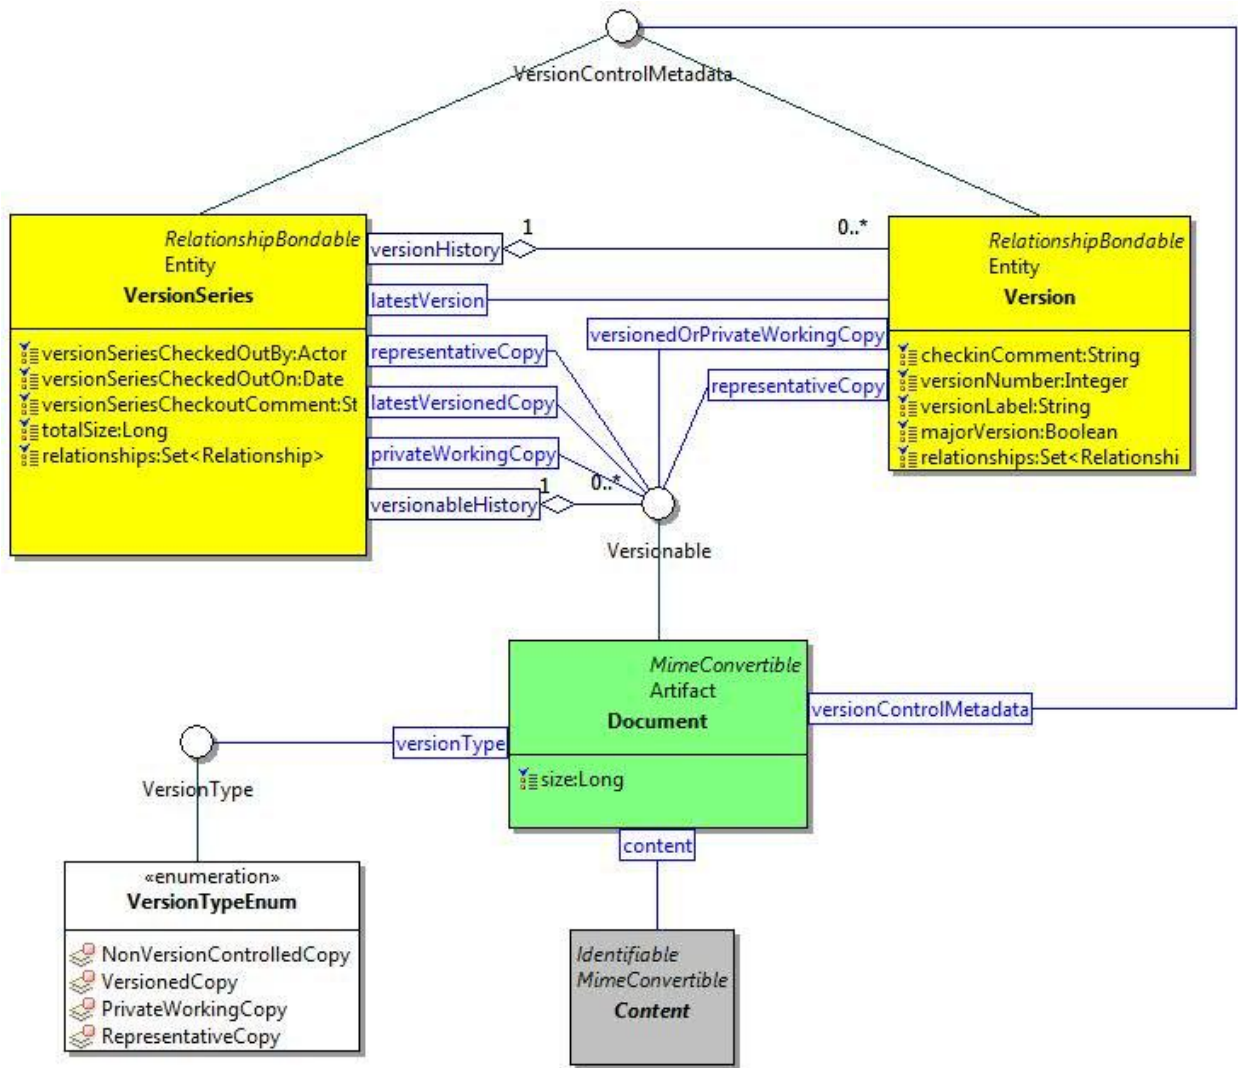 VersionControlMetadata
RelationshipBondable
Entity
VersionSeries
versionSeriesCheckedOutBy:Actor
versionSeriesCheckedOutOn:Date
versionSeriesCheckoutComment:St
totalSize:Long
relationships:Set<Relationship>
versionHistory
1
0..*
latestVersion
representativeCopy
latestVersionedCopy
privateWorkingCopy
versionableHistory
1
0..*
versionedOrPrivateWorkingCopy
representativeCopy
RelationshipBondable
Entity
Version
checkinComment:String
versionNumber:Integer
versionLabel:String
majorVersion:Boolean
relationships:Set<Relationshi
Versionable
MimeConvertible
Artifact
Document
size:Long
versionControlMetadata
versionType
VersionType
content
«enumeration»
VersionTypeEnum
NonVersionControlledCopy
VersionedCopy
PrivateWorkingCopy
RepresentativeCopy
Identifiable
MimeConvertible
Content